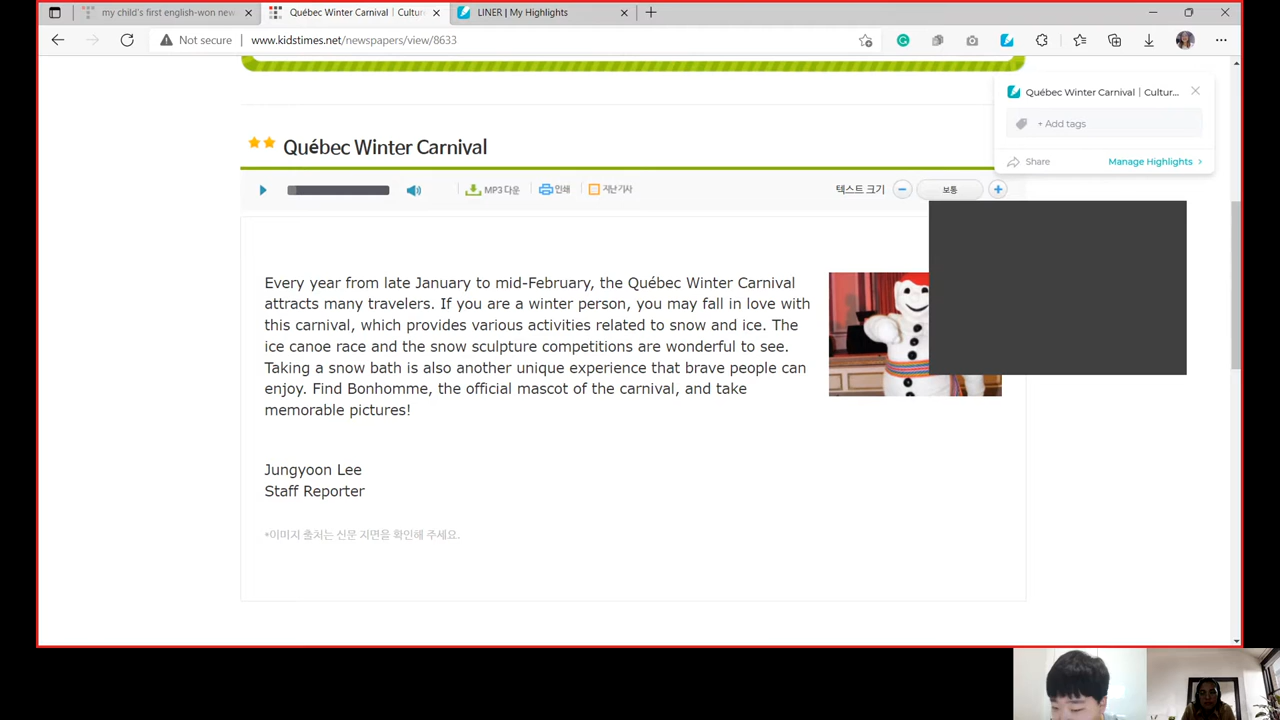 my child's first english-won new
Québec Winter Carnival | Cultur
LINER | My Highlights
Not secure
www.kidstimes.net/newspapers/view/8633
Québec Winter Carnival | Cultur...
+ Add tags
Share
Manage Highlights
Québec Winter Carnival
MP3 다운
인쇄
지난기사
텍스트 크기
보통
Every year from late January to mid-February, the Québec Winter Carnival
attracts many travelers. If you are a winter person, you may fall in love with
this carnival, which provides various activities related to snow and ice. The
ice canoe race and the snow sculpture competitions are wonderful to see.
Taking a snow bath is also another unique experience that brave people can
enjoy. Find Bonhomme, the official mascot of the carnival, and take
memorable pictures!
Jungyoon Lee
Staff Reporter
*이미지 출처는 신문 지면을 확인해 주세요.